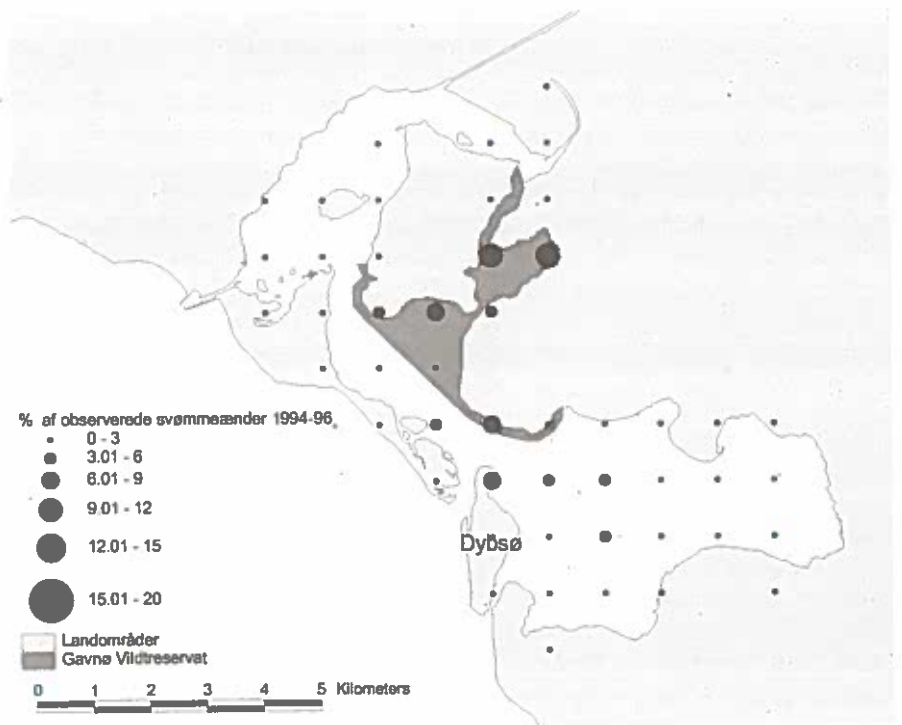 % af observerede svømmeænder 1994-96
0 - 3
3.01 - 6
6.01 - 9
9.01 - 12
12.01 - 15
15.01 - 20
Landområder
Gavnø Vildtreservat
0 1 2 3 4 5 Kilometers
Dybsø